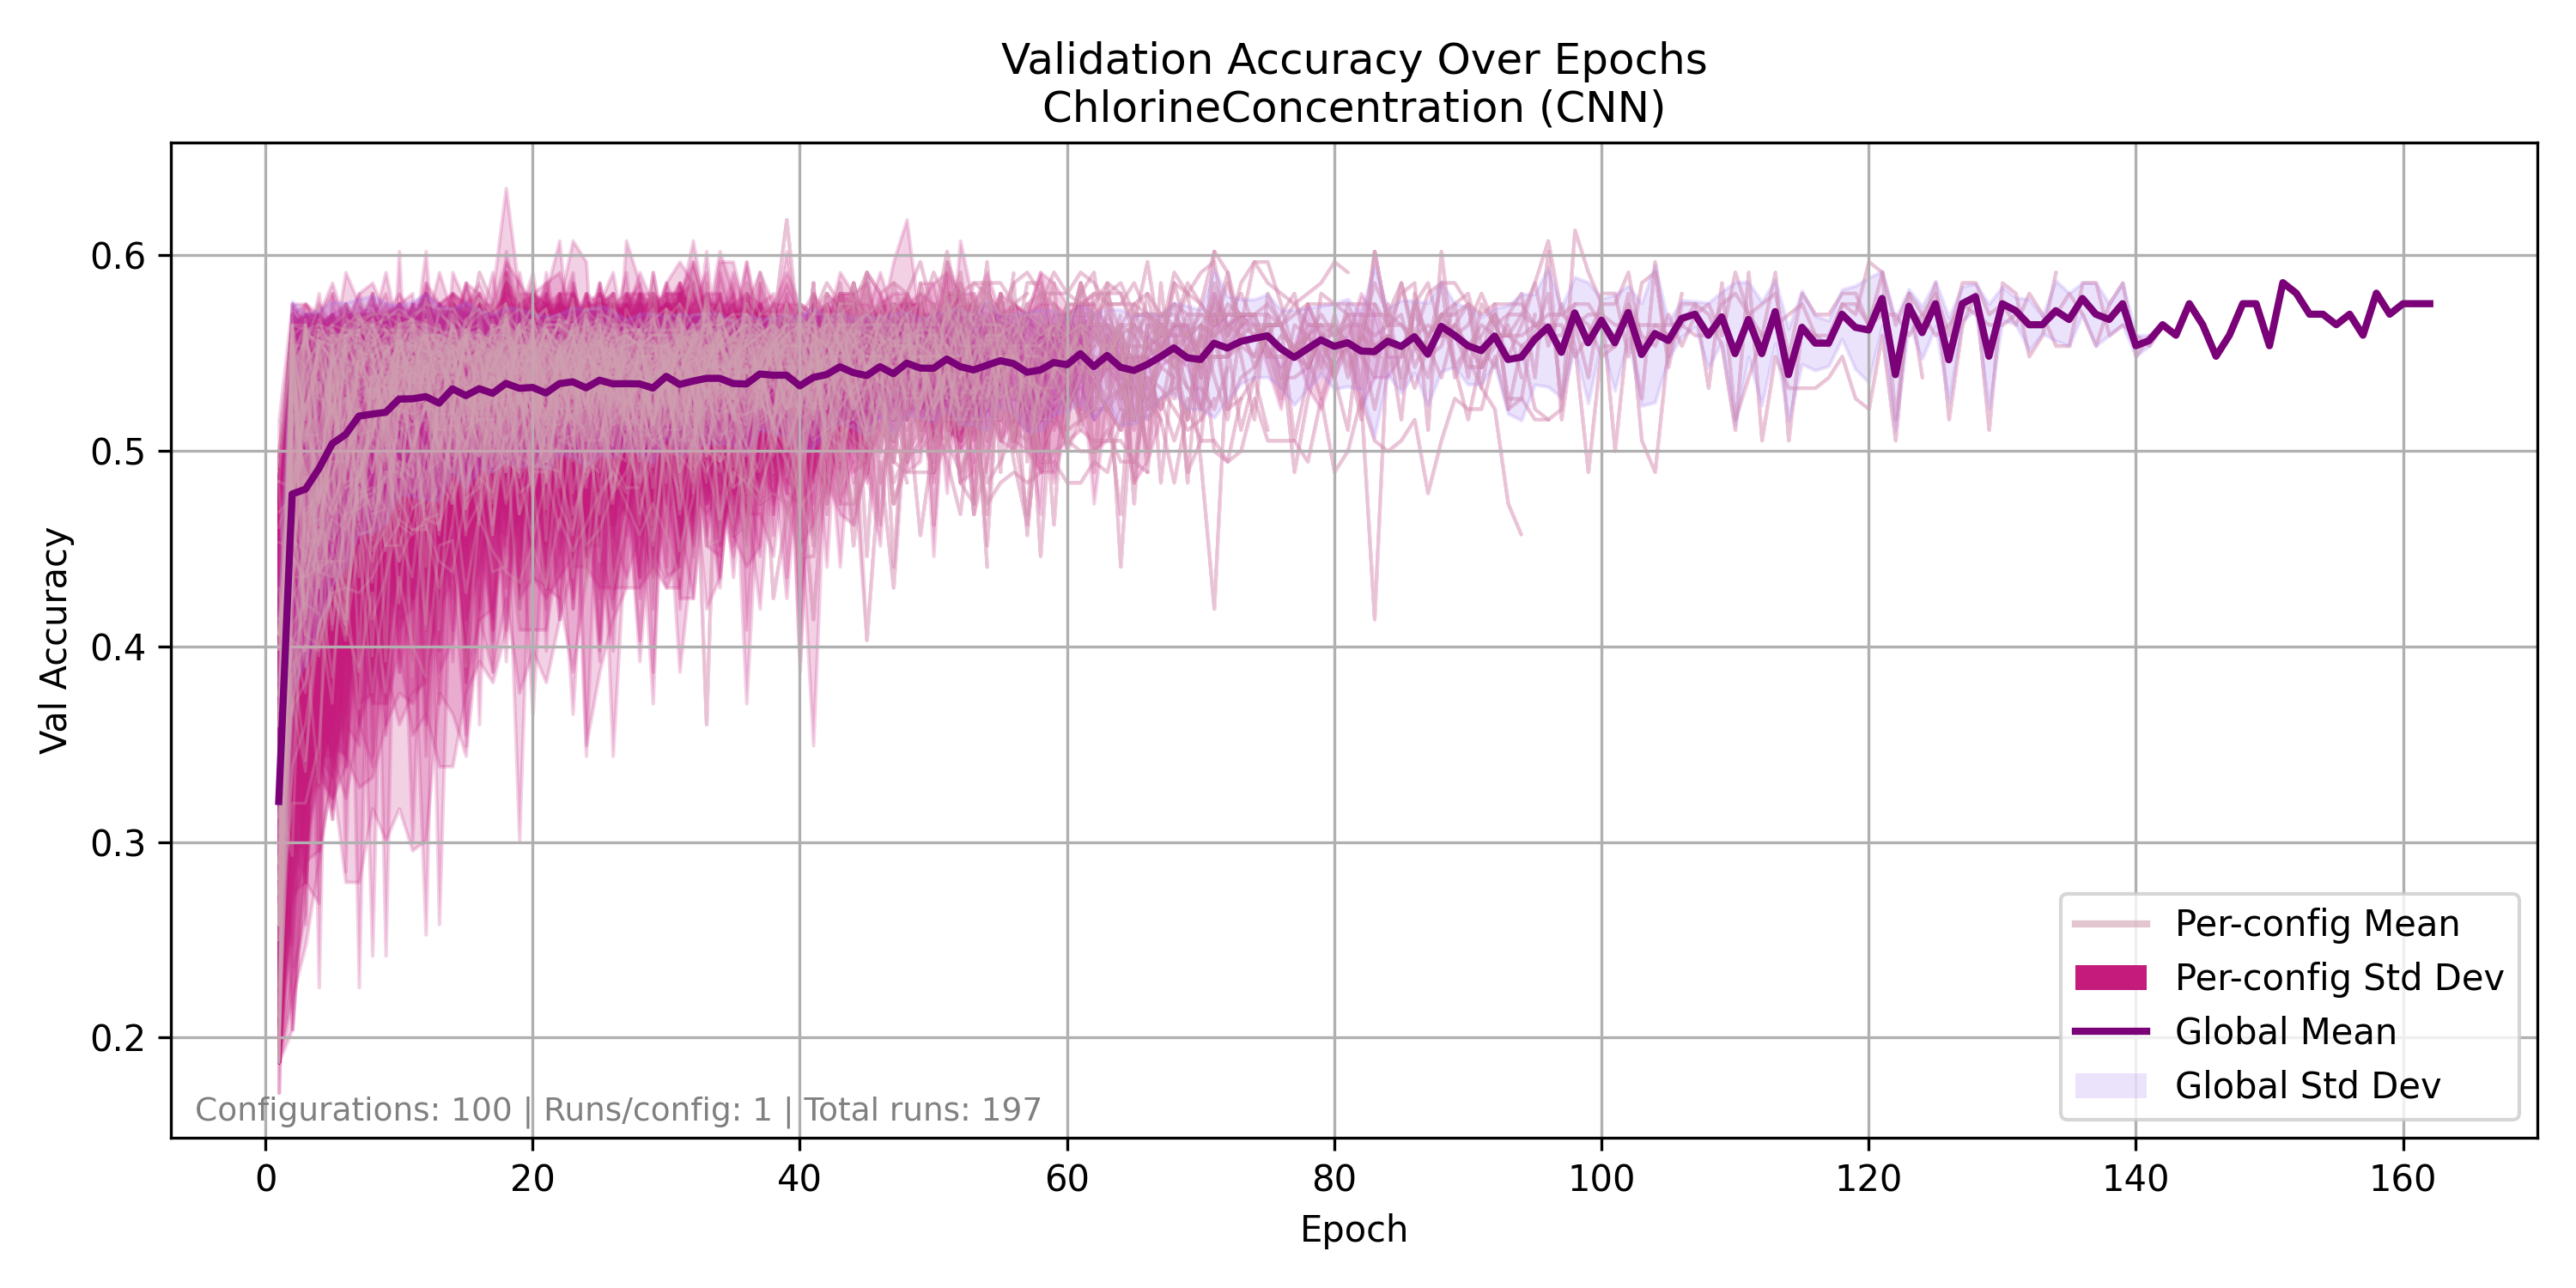 Validation Accuracy Over Epochs
ChlorineConcentration (CNN)
Val Accuracy
0.6
0.5
0.4
0.3
0.2
Configurations: 100 | Runs/config: 1 | Total runs: 197
Per-config Mean
Per-config Std Dev
Global Mean
Global Std Dev
0 20 40 60 80 100 120 140 160
Epoch